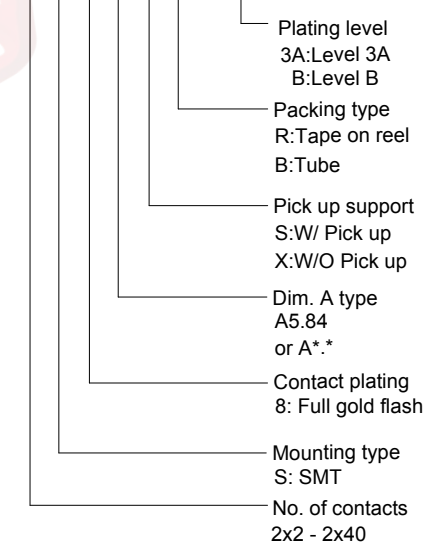 Plating level
3A:Level 3A
B:Level B
Packing type
R:Tape on reel
B:Tube
Pick up support
S:W/ Pick up
X:W/O Pick up
Dim. A type
A5.84
or A*.*
Contact plating
8: Full gold flash
Mounting type
S: SMT
No. of contacts
2x2 - 2x40